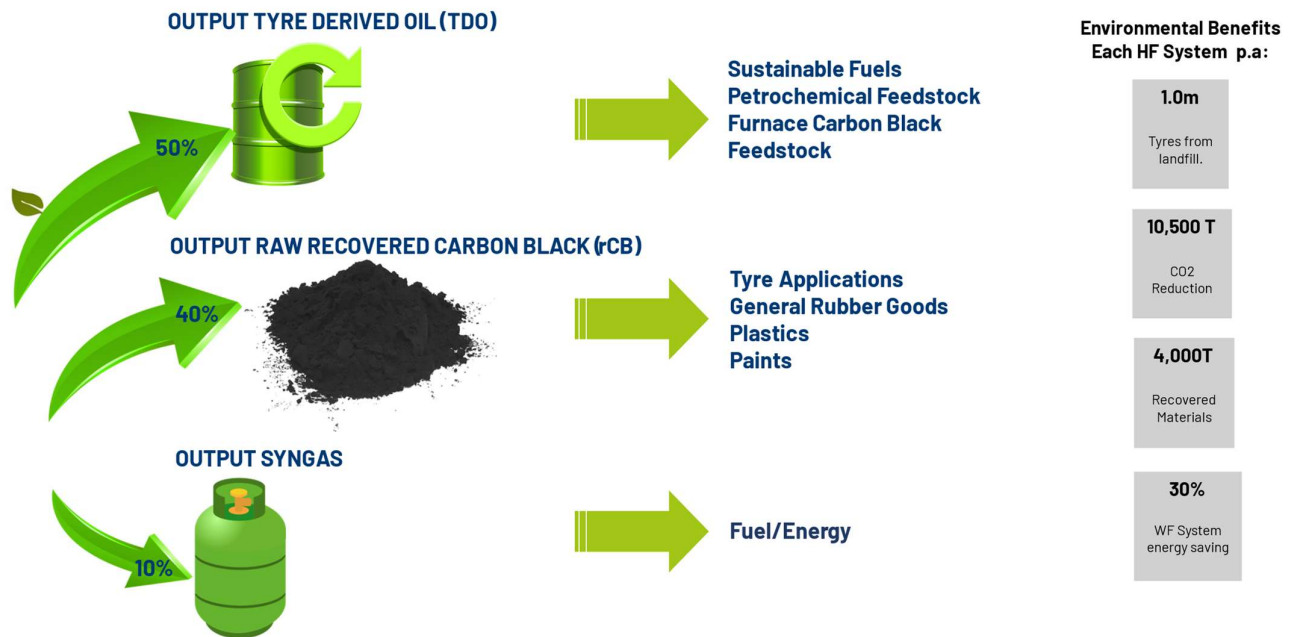 OUTPUT TYRE DERIVED OIL (TDO)
50%
Sustainable Fuels
Petrochemical Feedstock
Furnace Carbon Black
Feedstock
OUTPUT RAW RECOVERED CARBON BLACK (rCB)
40%
Tyre Applications
General Rubber Goods
Plastics
Paints
OUTPUT SYNGAS
10%
Fuel/Energy
Environmental Benefits
Each HF System p.a:
1.0m
Tyres from
landfill.
10,500 T
CO2
Reduction
4,000T
Recovered
Materials
30%
WF System
energy saving